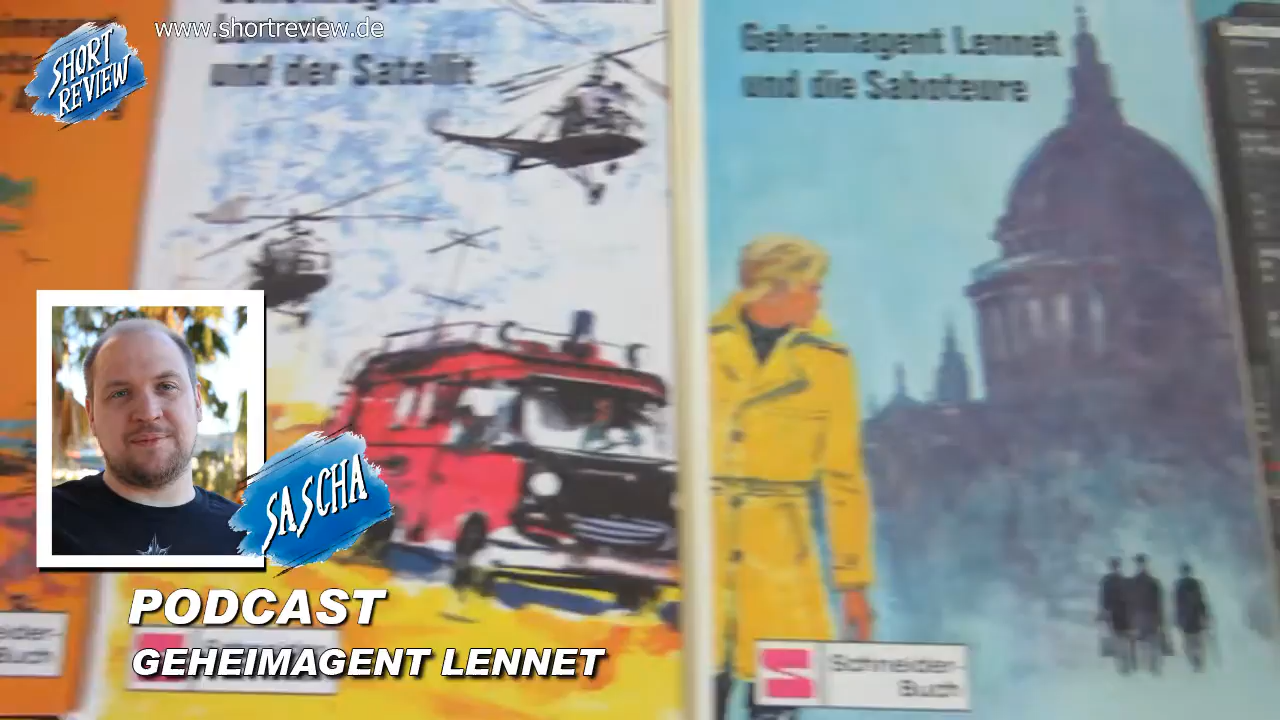 www.shortreview.de
SHORT
REVIEW
und der Satellit
Geheimagent Lennet
und die Saboteure
SASCHA
PODCAST
GEHEIMAGENT LENNET
Schneider-
Buch